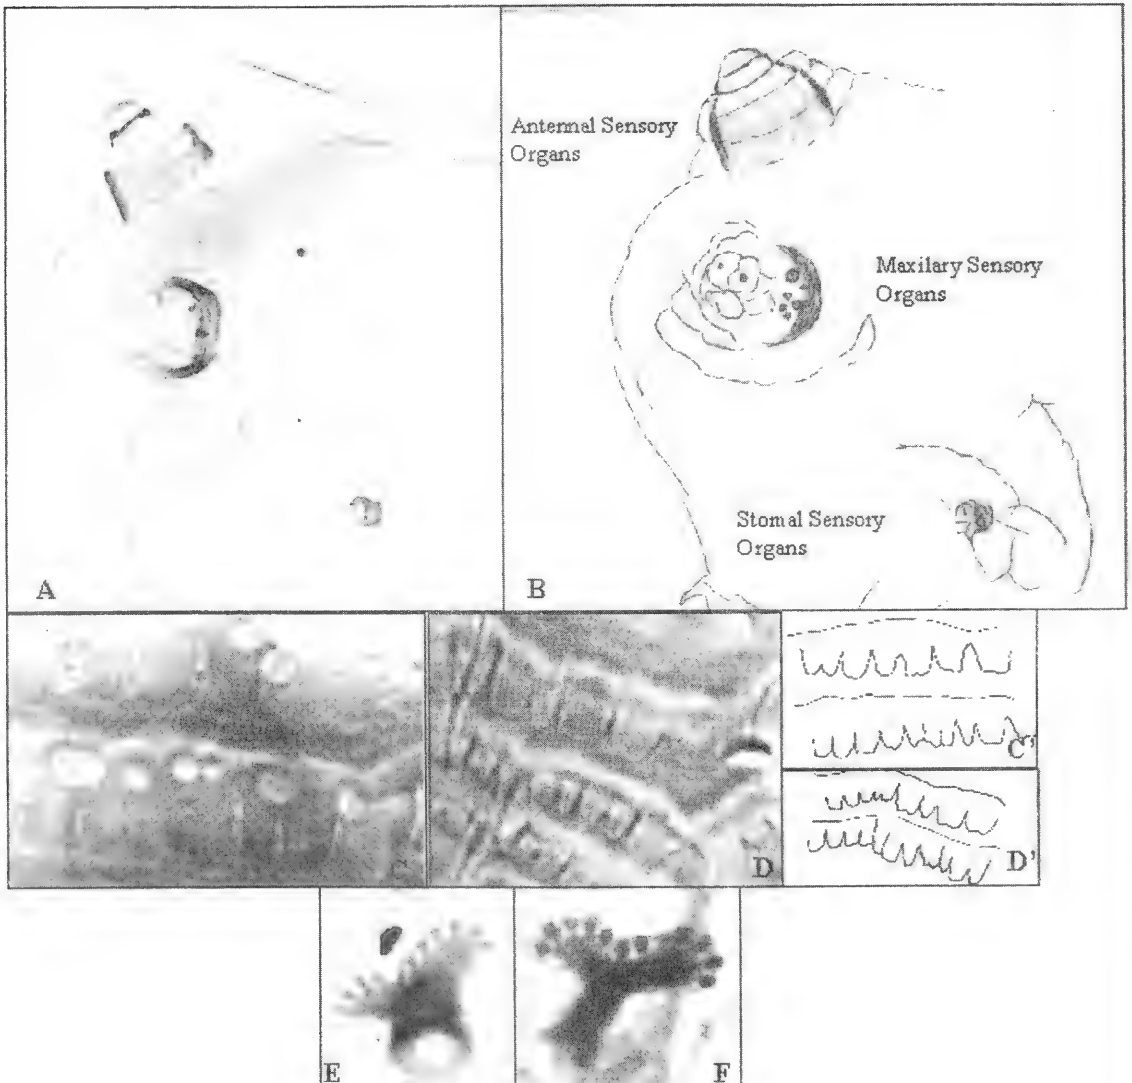 Antennal Sensory
Organs
Maxilary Sensory
Organs
Stomal Sensory
Organs
A
B
C
D
C'
D'
E
F